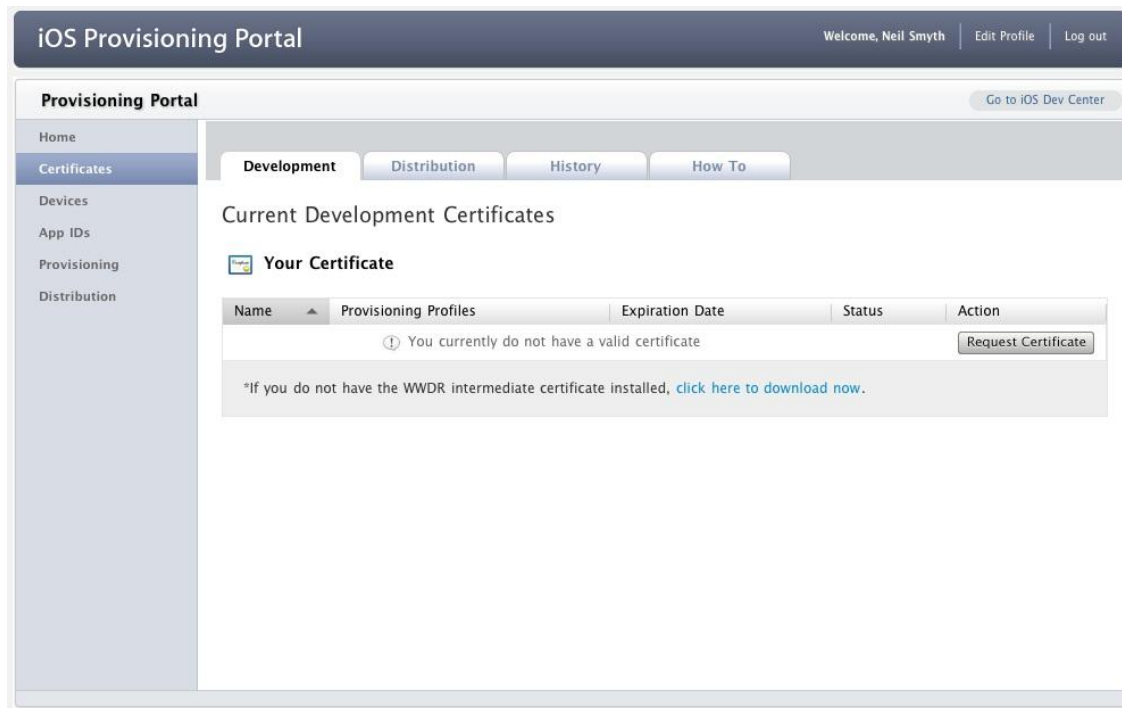 iOS Provisioning Portal
Welcome, Neil Smyth
Edit Profile
Log out
Provisioning Portal
Go to iOS Dev Center
Home
Certificates
Devices
App IDs
Provisioning
Distribution
Development
Distribution
History
How To
Current Development Certificates
Your Certificate
Name
Provisioning Profiles
Expiration Date
Status
Action
You currently do not have a valid certificate
Request Certificate
*If you do not have the WWDR intermediate certificate installed, click here to download now.